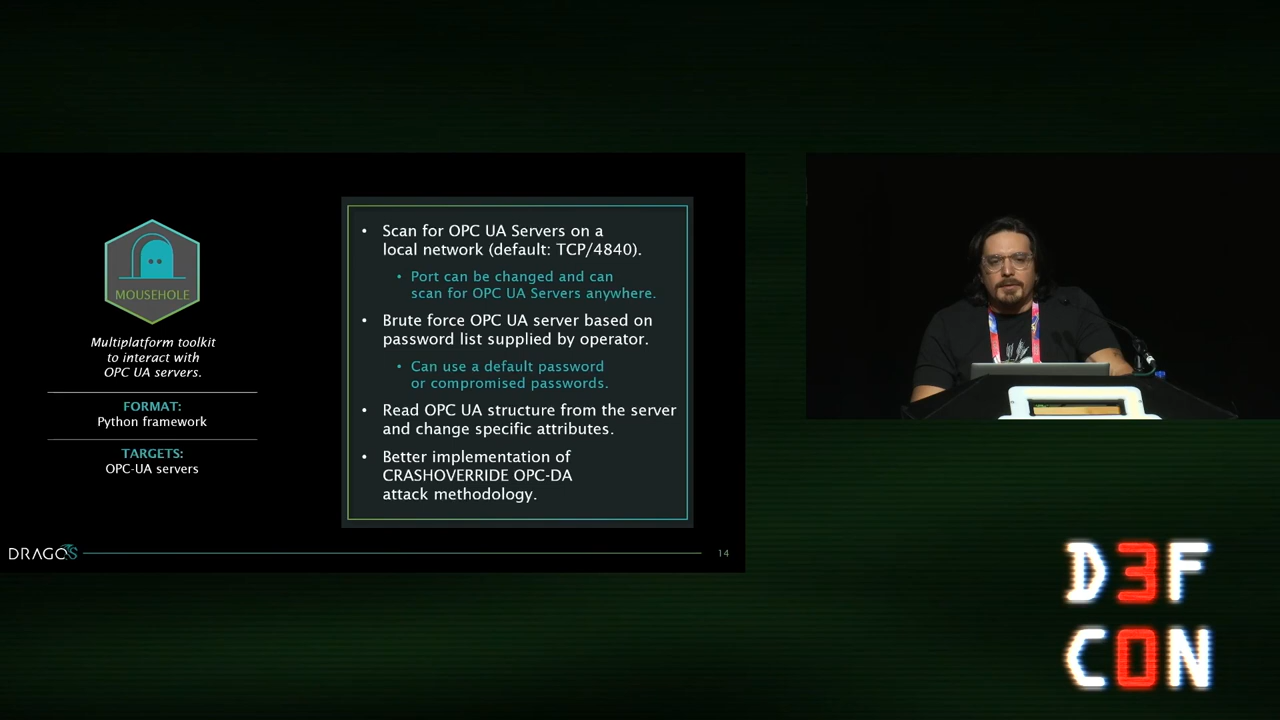 MOUSEHOLE
Multiplatform toolkit
to interact with
OPC UA servers.
FORMAT:
Python framework
TARGETS:
OPC-UA servers
• Scan for OPC UA Servers on a
local network (default: TCP/4840).
• Port can be changed and can
scan for OPC UA Servers anywhere.
• Brute force OPC UA server based on
password list supplied by operator.
• Can use a default password
or compromised passwords.
• Read OPC UA structure from the server
and change specific attributes.
• Better implementation of
CRASHOVERRIDE OPC-DA
attack methodology.
DRAGOS
14
D3F
C0N